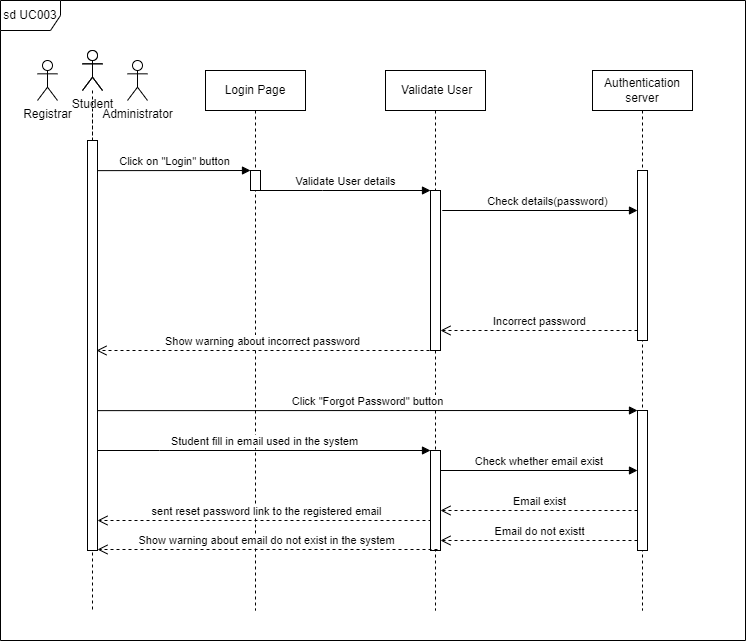 sd UC003
Registrar
Student
Administrator
Login Page
Validate User
Authentication
server
Click on "Login" button
Validate User details
Check details(password)
Incorrect password
Show warning about incorrect password
Click "Forgot Password" button
Student fill in email used in the system
Check whether email exist
Email exist
sent reset password link to the registered email
Email do not existt
Show warning about email do not exist in the system